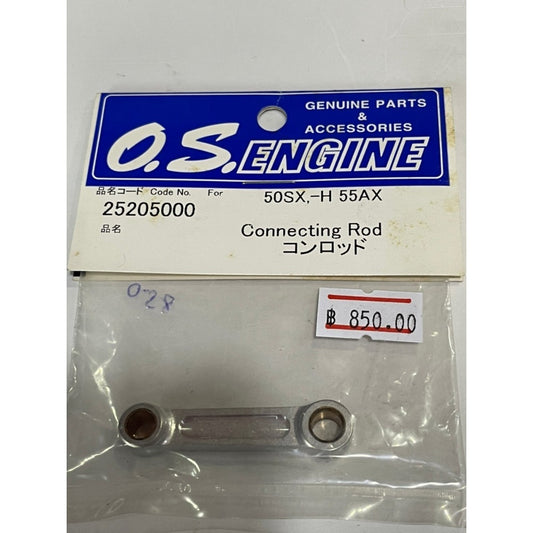 O.S.ENGINE
GENUINE PARTS
&
ACCESSORIES
品名コード Code No. For
25205000
50SX,-H 55AX
品名
Connecting Rod
コンロッド
028
฿ 850.00